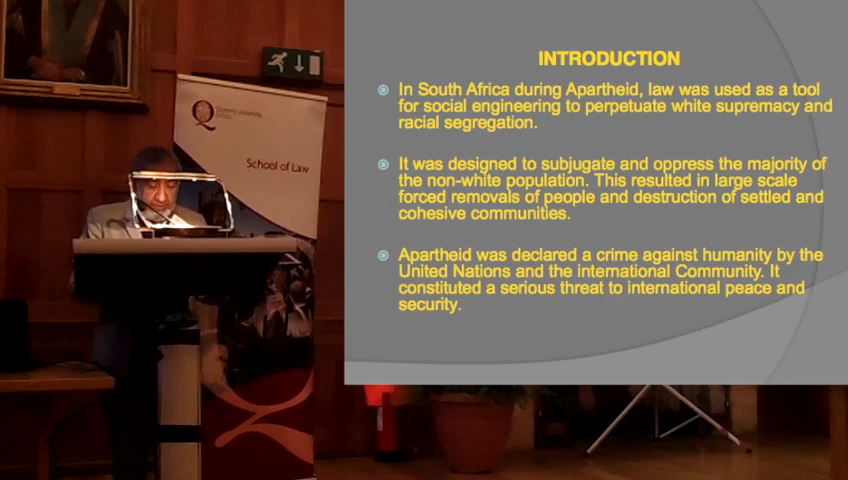 INTRODUCTION
In South Africa during Apartheid, law was used as a tool
for social engineering to perpetuate white supremacy and
racial segregation.
It was designed to subjugate and oppress the majority of
the non-white population. This resulted in large scale
forced removals of people and destruction of settled and
cohesive communities.
Apartheid was declared a crime against humanity by the
United Nations and the international Community. It
constituted a serious threat to international peace and
security.
Queen's University
Belfast
School of Law